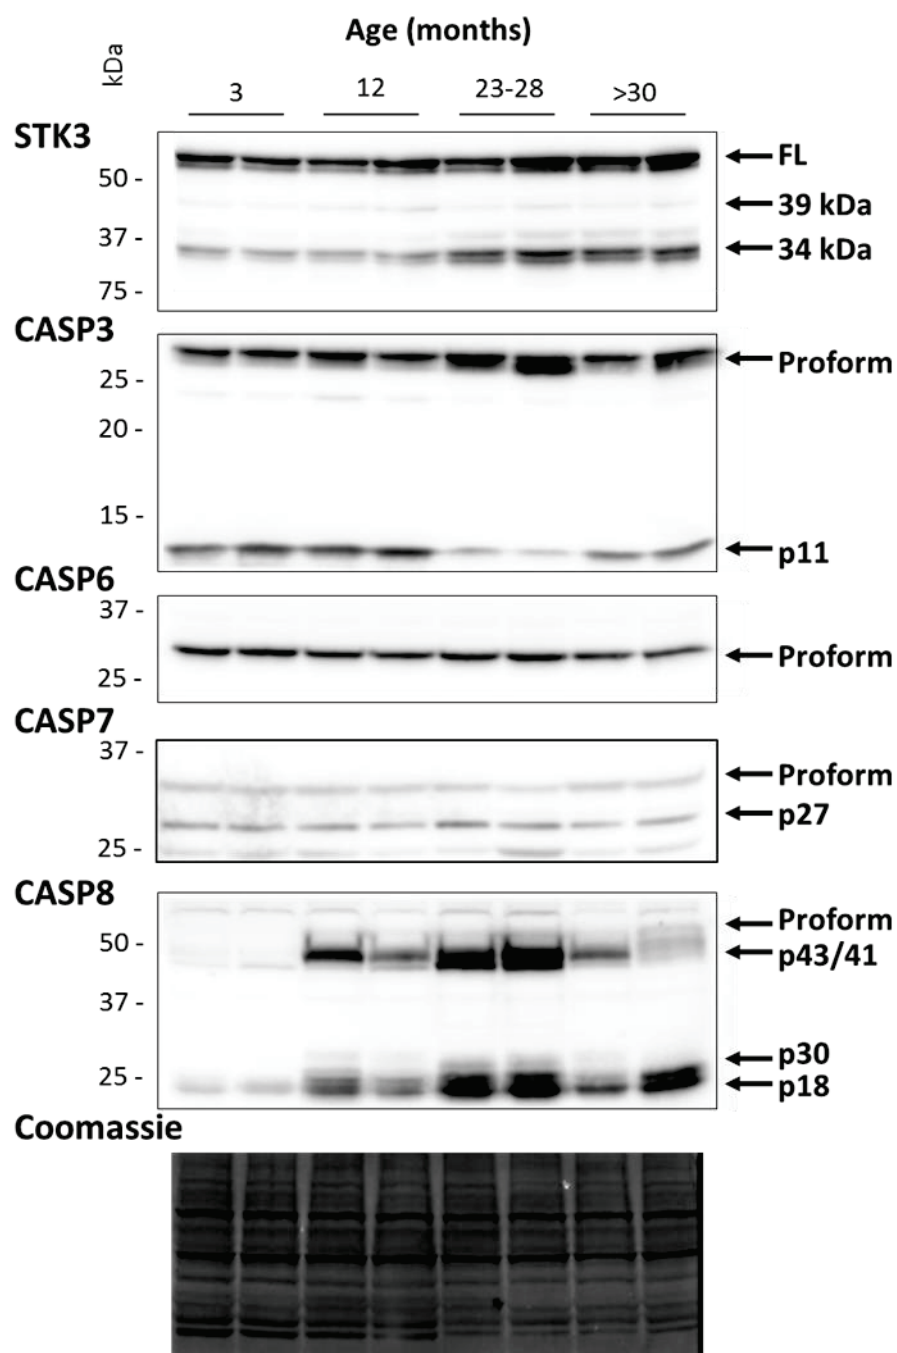 Age (months)
kDa
3 12 23-28 >30
STK3
FL
50 -
39 kDa
37 -
34 kDa
75 -
CASP3
Proform
25 -
20 -
15 -
p11
CASP6
37 -
Proform
25 -
CASP7
37 -
Proform
p27
25 -
CASP8
Proform
50 -
p43/41
37 -
p30
25 -
p18
Coomassie